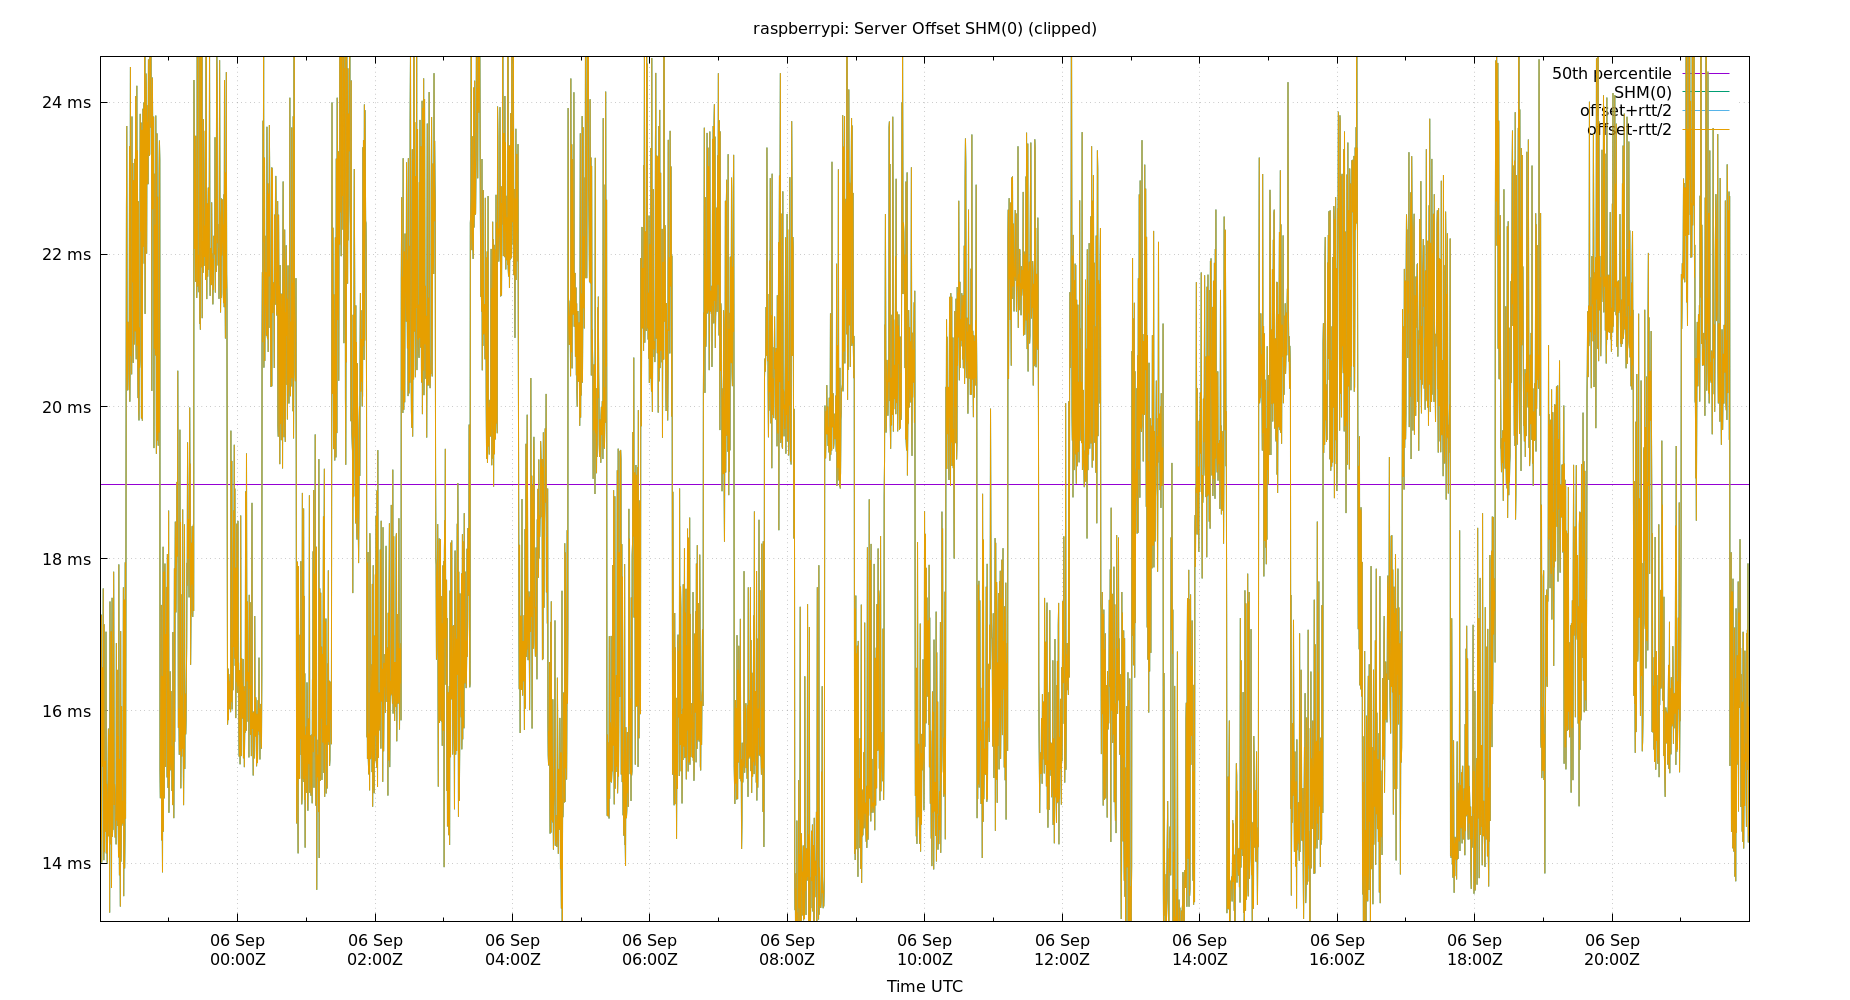 raspberrypi: Server Offset SHM(0) (clipped)
50th percentile
SHM(0)
offset+rtt/2
offset-rtt/2
24 ms
22 ms
20 ms
18 ms
16 ms
14 ms
06 Sep 06 Sep 06 Sep 06 Sep 06 Sep 06 Sep 06 Sep 06 Sep 06 Sep 06 Sep 06 Sep
00:00Z 02:00Z 04:00Z 06:00Z 08:00Z 10:00Z 12:00Z 14:00Z 16:00Z 18:00Z 20:00Z
Time UTC